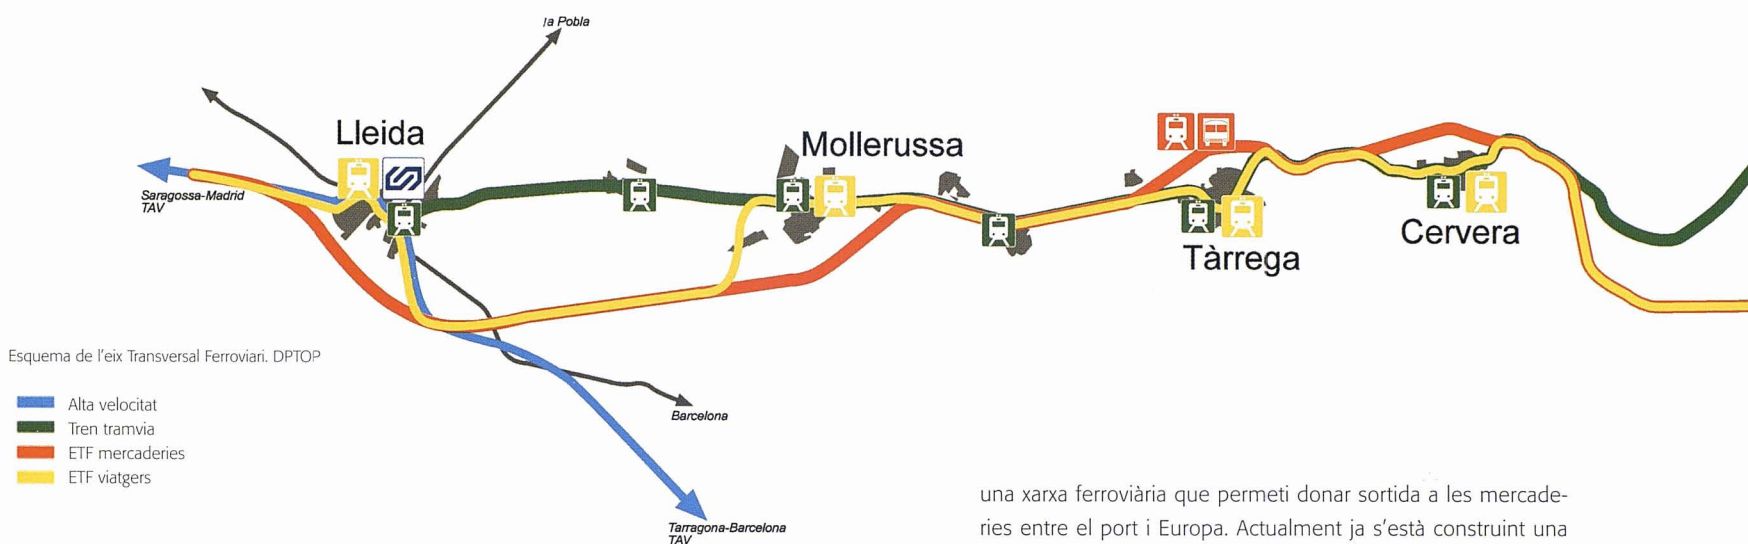 la Pobla
Lleida
Mollerussa
Saragossa-Madrid
TAV
Cervera
Tàrrega
Esquema de l'eix Transversal Ferroviari. DPTOP
Alta velocitat
Tren tramvia
ETF mercaderies
ETF viatgers
Barcelona
Tarragona-Barcelona
TAV
una xarxa ferroviària que permeti donar sortida a les mercade-
ries entre el port i Europa. Actualment ja s'està construint una